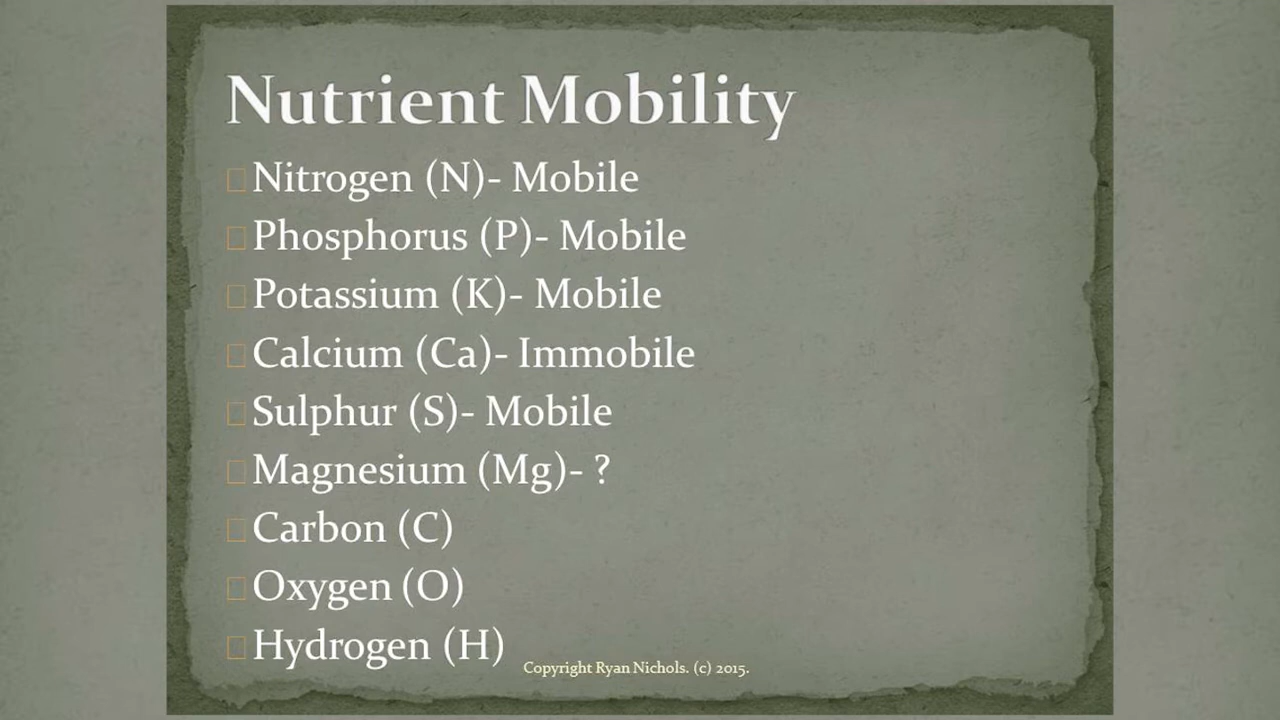 Nutrient Mobility
Nitrogen (N)- Mobile
Phosphorus (P)- Mobile
Potassium (K)- Mobile
Calcium (Ca)- Immobile
Sulphur (S)- Mobile
Magnesium (Mg)- ?
Carbon (C)
Oxygen (O)
Hydrogen (H)
Copyright Ryan Nichols. (c) 2015.